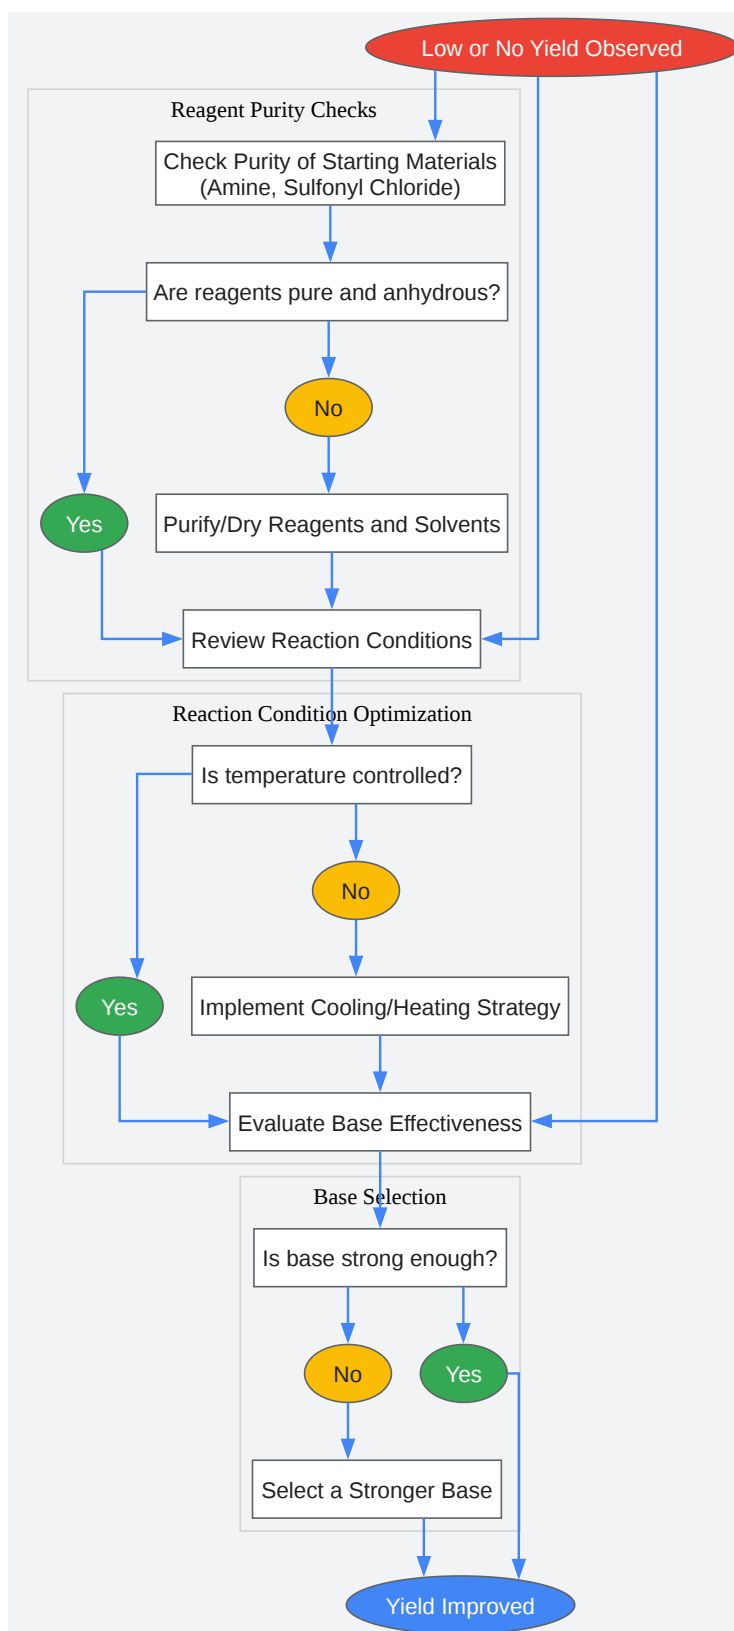 Low or No Yield Observed
Reagent Purity Checks
Check Purity of Starting Materials
(Amine, Sulfonyl Chloride)
Are reagents pure and anhydrous?
No
Yes
Purify/Dry Reagents and Solvents
Review Reaction Conditions
Reaction Condition Optimization
Is temperature controlled?
No
Yes
Implement Cooling/Heating Strategy
Evaluate Base Effectiveness
Base Selection
Is base strong enough?
No
Yes
Select a Stronger Base
Yield Improved